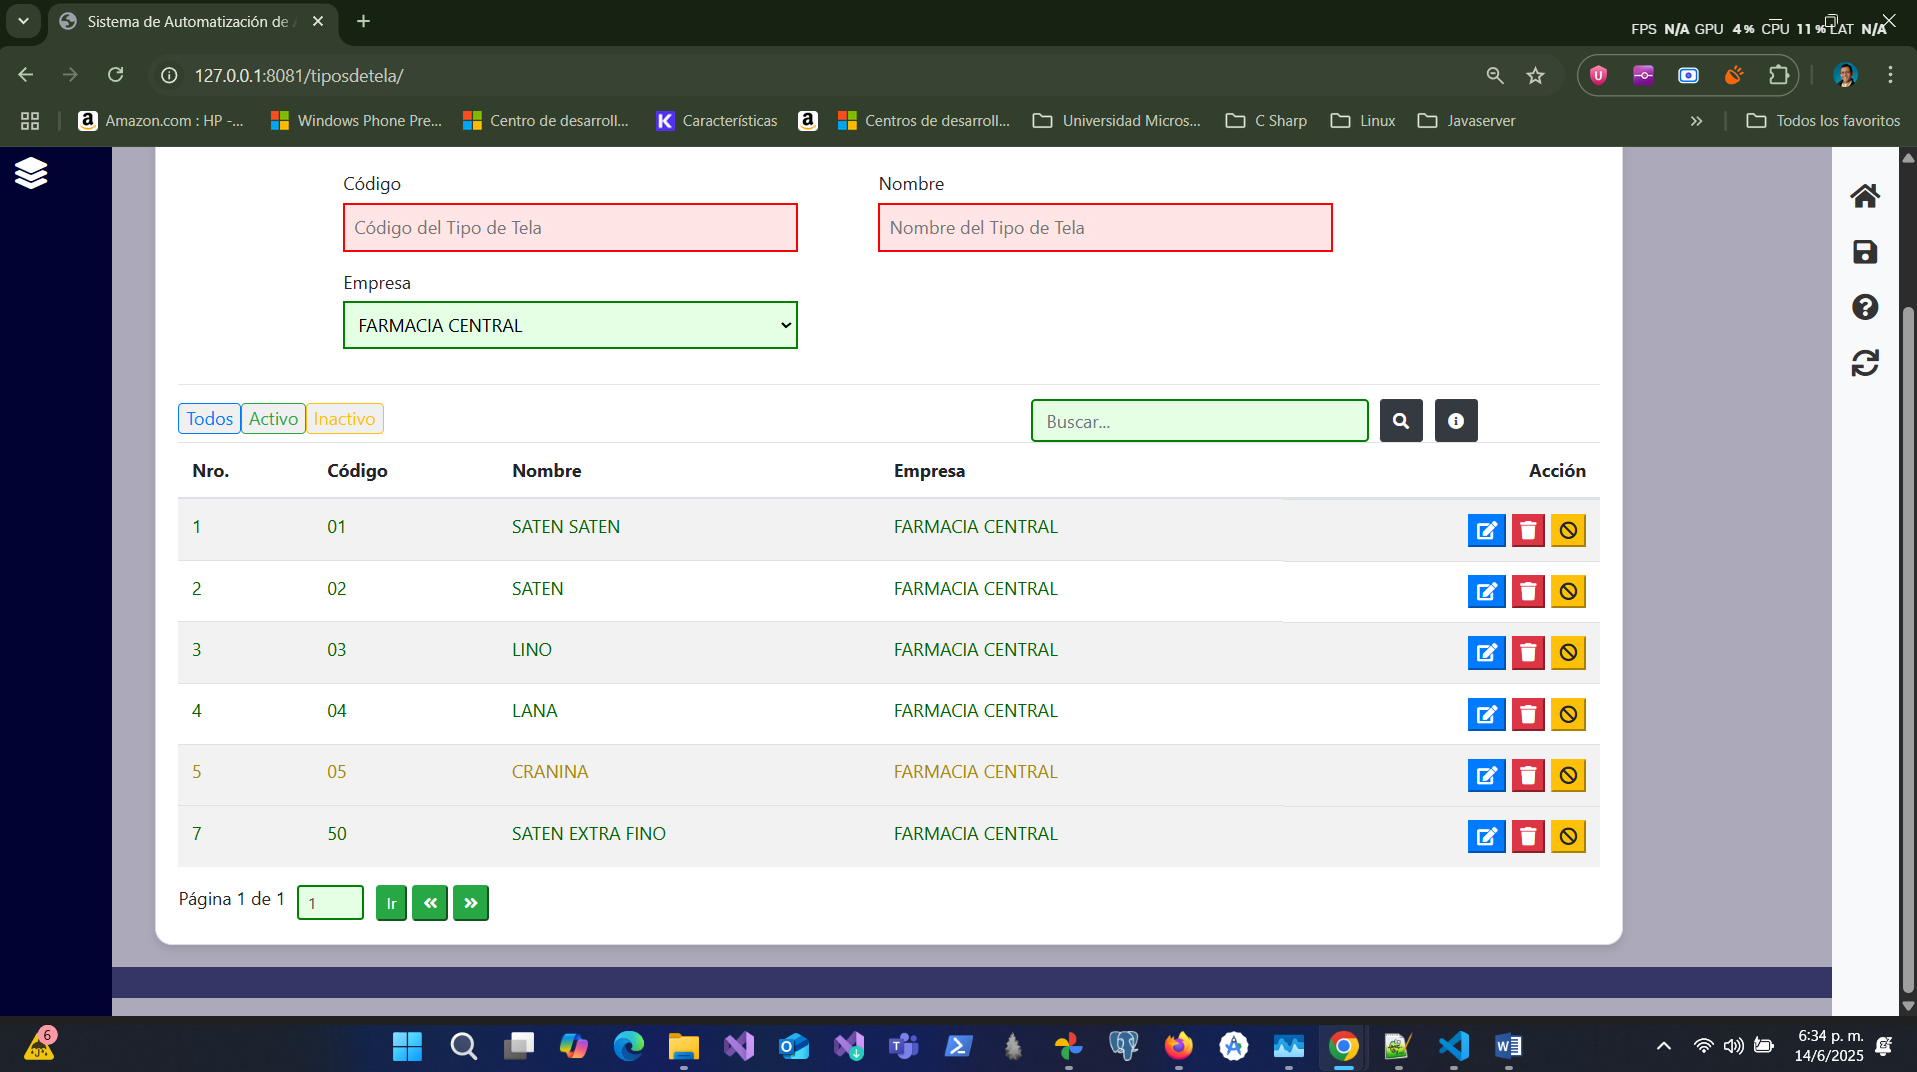 Sistema de Automatización de
FPS N/A GPU 4% CPU 11% LAT N/A
127.0.0.1:8081/tiposdetela/
Amazon.com : HP -... Windows Phone Pre... Centro de desarroll... Características Centros de desarroll... Universidad Micros... C Sharp Linux Javaserver Todos los favoritos
Código Nombre
Código del Tipo de Tela Nombre del Tipo de Tela
Empresa
FARMACIA CENTRAL
Todos Activo Inactivo Buscar...
Nro. Código Nombre Empresa Acción
1 01 SATEN SATEN FARMACIA CENTRAL
2 02 SATEN FARMACIA CENTRAL
3 03 LINO FARMACIA CENTRAL
4 04 LANA FARMACIA CENTRAL
5 05 CRANINA FARMACIA CENTRAL
7 50 SATEN EXTRA FINO FARMACIA CENTRAL
Página 1 de 1 1 Ir « »
6
6:34 p. m.
14/6/2025